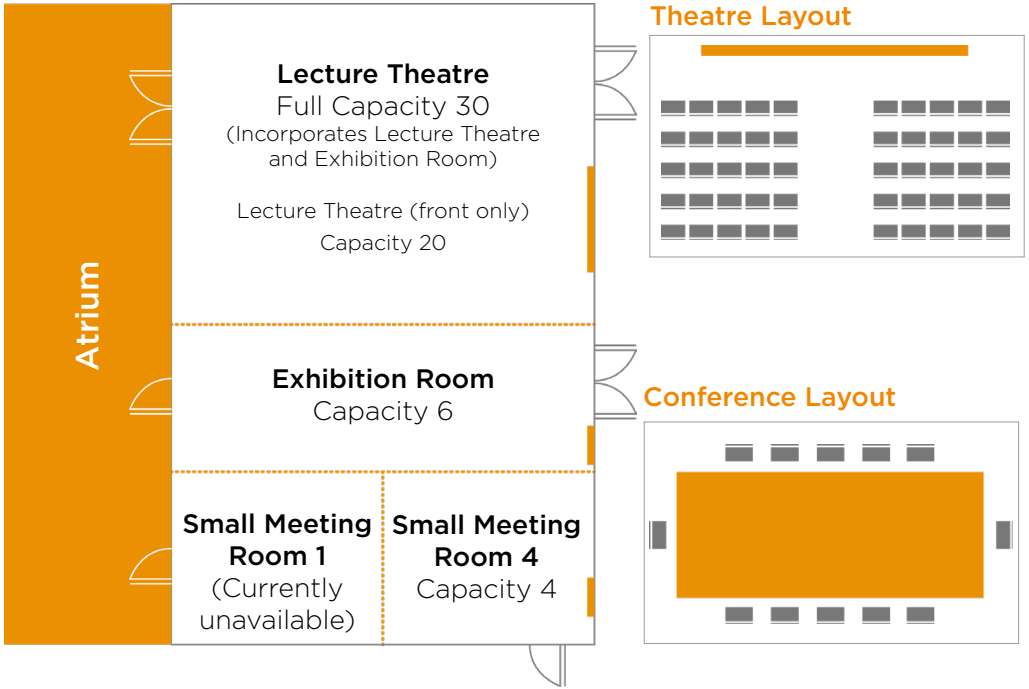 Atrium
Lecture Theatre
Full Capacity 30
(Incorporates Lecture Theatre
and Exhibition Room)
Lecture Theatre (front only)
Capacity 20
Exhibition Room
Capacity 6
Small Meeting
Room 1
(Currently
unavailable)
Small Meeting
Room 4
Capacity 4
Theatre Layout
Conference Layout